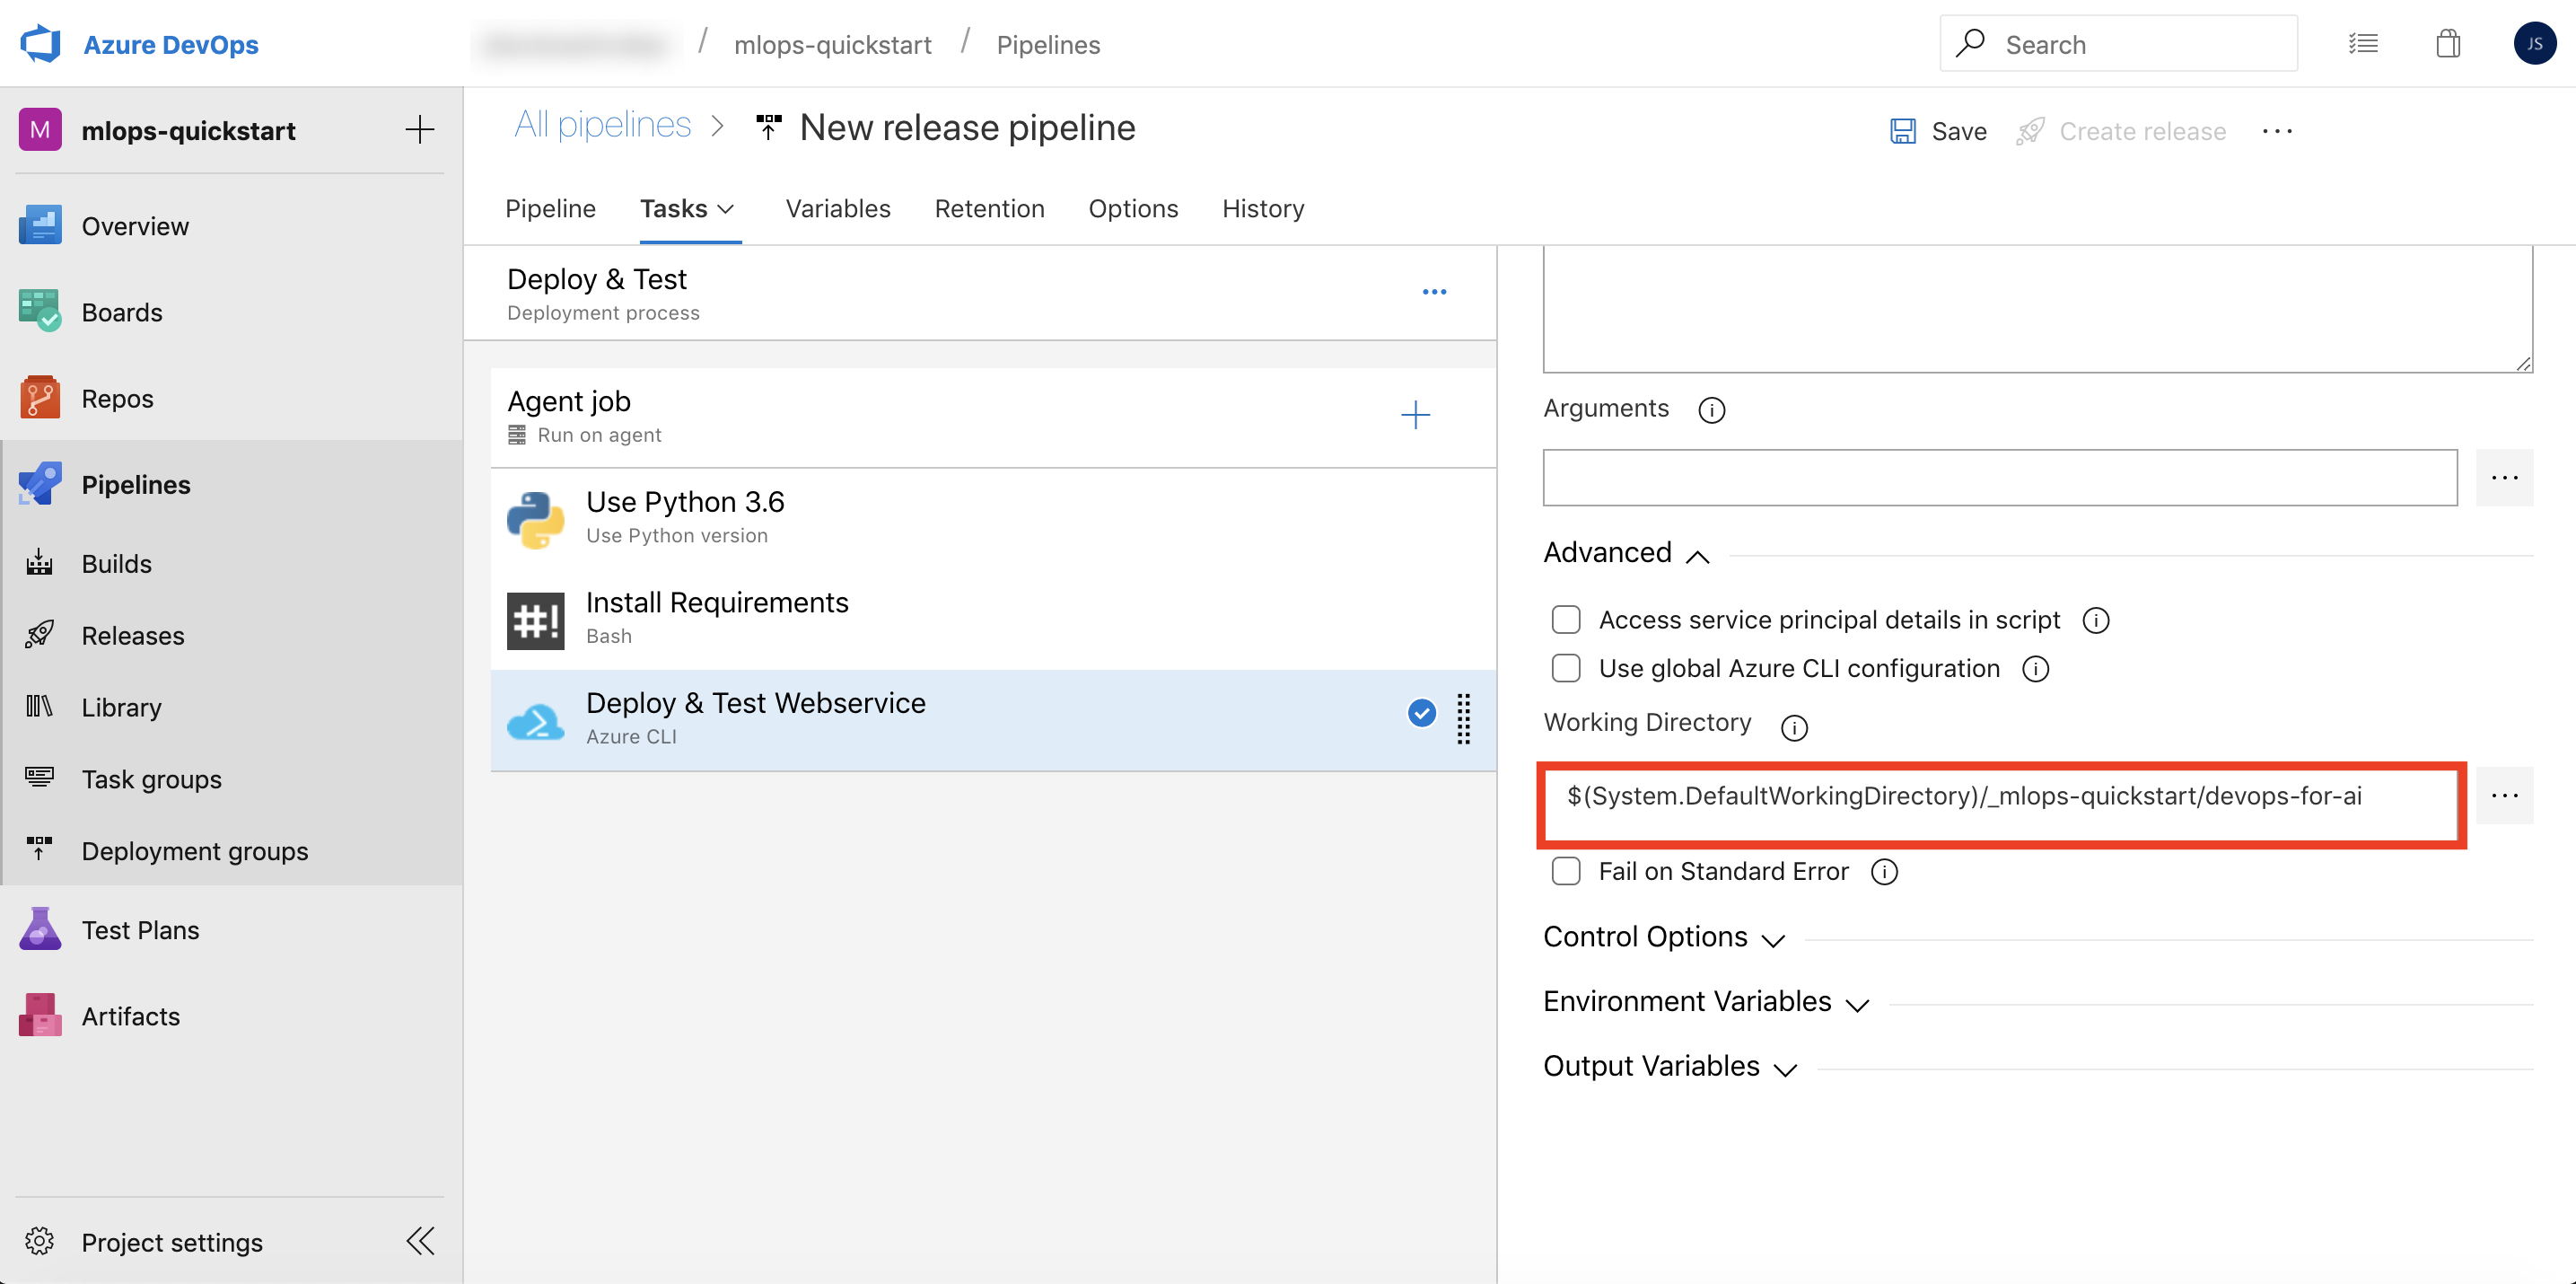 Azure DevOps
/ mlops-quickstart / Pipelines
Search
JS
M mlops-quickstart
Overview
Boards
Repos
Pipelines
Builds
Releases
Library
Task groups
Deployment groups
Test Plans
Artifacts
Project settings
All pipelines > New release pipeline
Save
Create release
Pipeline Tasks Variables Retention Options History
Deploy & Test
Deployment process
Agent job
Run on agent
Use Python 3.6
Use Python version
#!
Install Requirements
Bash
Deploy & Test Webservice
Azure CLI
Arguments
Advanced
Access service principal details in script
Use global Azure CLI configuration
Working Directory
$(System.DefaultWorkingDirectory)/_mlops-quickstart/devops-for-ai
Fail on Standard Error
Control Options
Environment Variables
Output Variables